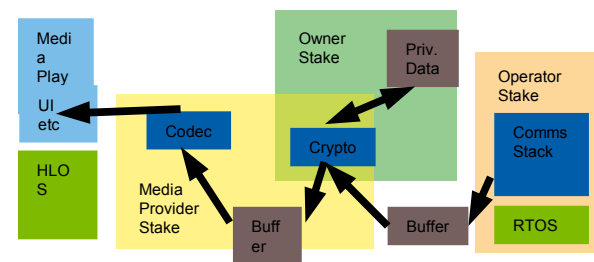 Medi
a
Play
UI
etc
HLO
S
Owner
Stake
Priv.
Data
Operator
Stake
Codec
Crypto
Comms
Stack
Media
Provider
Stake
Buff
er
Buffer
RTOS